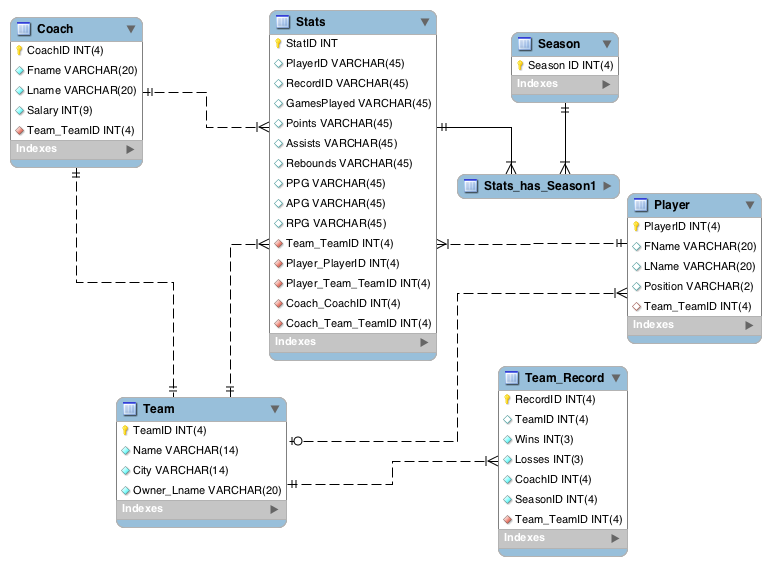 Coach
CoachID INT(4)
Fname VARCHAR(20)
Lname VARCHAR(20)
Salary INT(9)
Team_TeamID INT(4)
Indexes
Stats
StatID INT
PlayerID VARCHAR(45)
RecordID VARCHAR(45)
GamesPlayed VARCHAR(45)
Points VARCHAR(45)
Assists VARCHAR(45)
Rebounds VARCHAR(45)
PPG VARCHAR(45)
APG VARCHAR(45)
RPG VARCHAR(45)
Team_TeamID INT(4)
Player_PlayerID INT(4)
Player_Team_TeamID INT(4)
Coach_CoachID INT(4)
Coach_Team_TeamID INT(4)
Indexes
Season
Season ID INT(4)
Indexes
Stats_has_Season1
Player
PlayerID INT(4)
FName VARCHAR(20)
LName VARCHAR(20)
Position VARCHAR(2)
Team_TeamID INT(4)
Indexes
Team
TeamID INT(4)
Name VARCHAR(14)
City VARCHAR(14)
Owner_Lname VARCHAR(20)
Indexes
Team_Record
RecordID INT(4)
TeamID INT(4)
Wins INT(3)
Losses INT(3)
CoachID INT(4)
SeasonID INT(4)
Team_TeamID INT(4)
Indexes